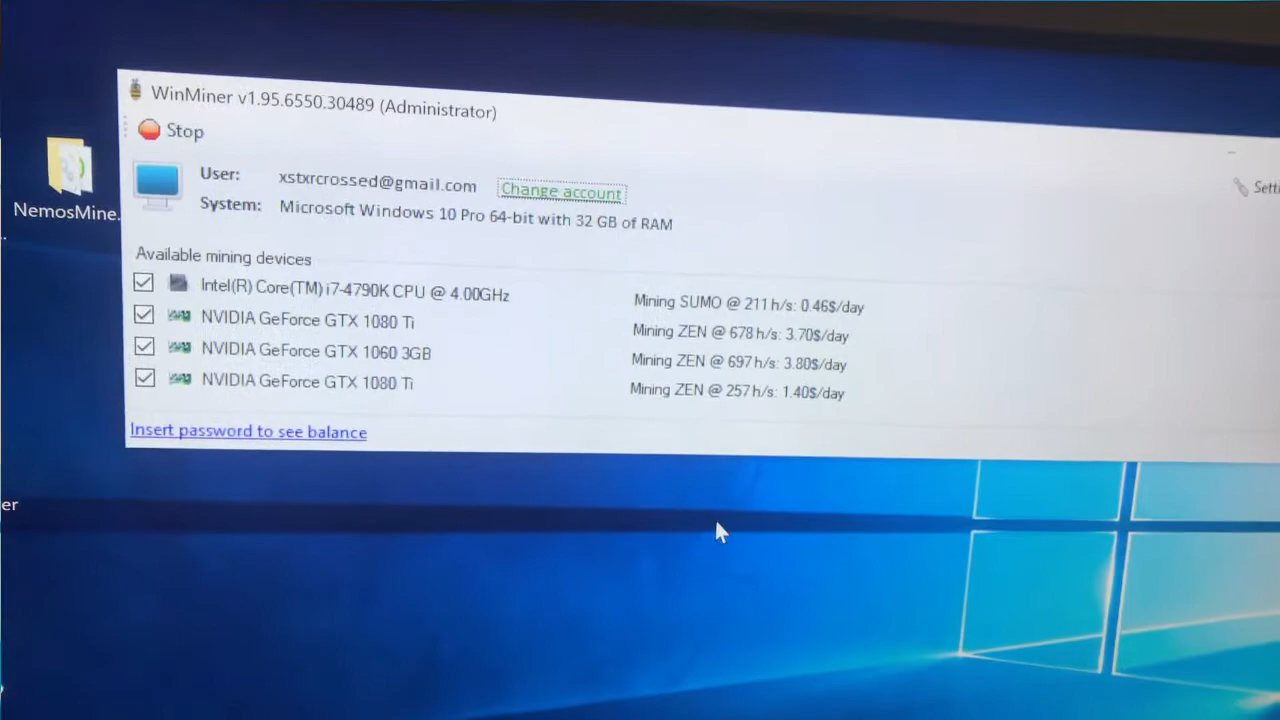 WinMiner v1.95.6550.30489 (Administrator)
Stop
Setti
User: xstxrcrossed@gmail.com Change account
System: Microsoft Windows 10 Pro 64-bit with 32 GB of RAM
NemosMine...
Available mining devices
Intel(R) Core(TM) i7-4790K CPU @ 4.00GHz Mining SUMO @ 211 h/s: 0.46$/day
NVIDIA GeForce GTX 1080 Ti Mining ZEN @ 678 h/s: 3.70$/day
NVIDIA GeForce GTX 1060 3GB Mining ZEN @ 697 h/s: 3.80$/day
NVIDIA GeForce GTX 1080 Ti Mining ZEN @ 257 h/s: 1.40$/day
Insert password to see balance
er